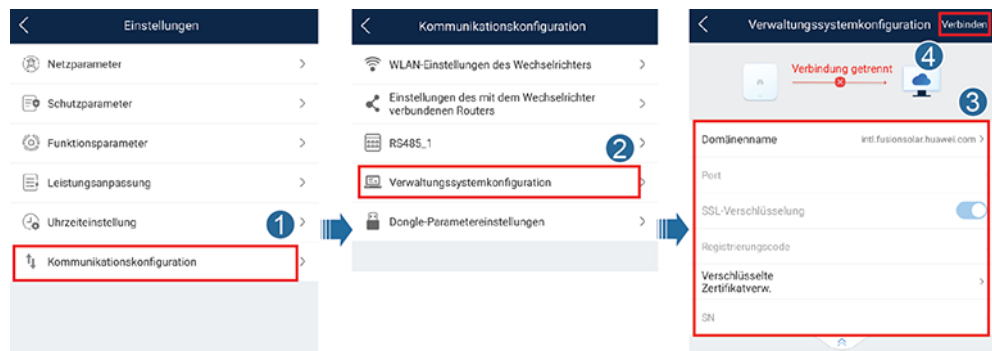 Einstellungen
Netzparameter
Schutzparameter
Funktionsparameter
Leistungsanpassung
Uhrzeiteinstellung
1
Kommunikationskonfiguration
Kommunikationskonfiguration
WLAN-Einstellungen des Wechselrichters
Einstellungen des mit dem Wechselrichter
verbundenen Routers
RS485_1
2
Verwaltungssystemkonfiguration
Dongle-Parametereinstellungen
Verwaltungssystemkonfiguration Verbinden
4
Verbindung getrennt
3
Domänenname intl.fusionsolar.huawei.com
Port
SSL-Verschlüsselung
Registrierungscode
Verschlüsselte
Zertifikatverw.
SN